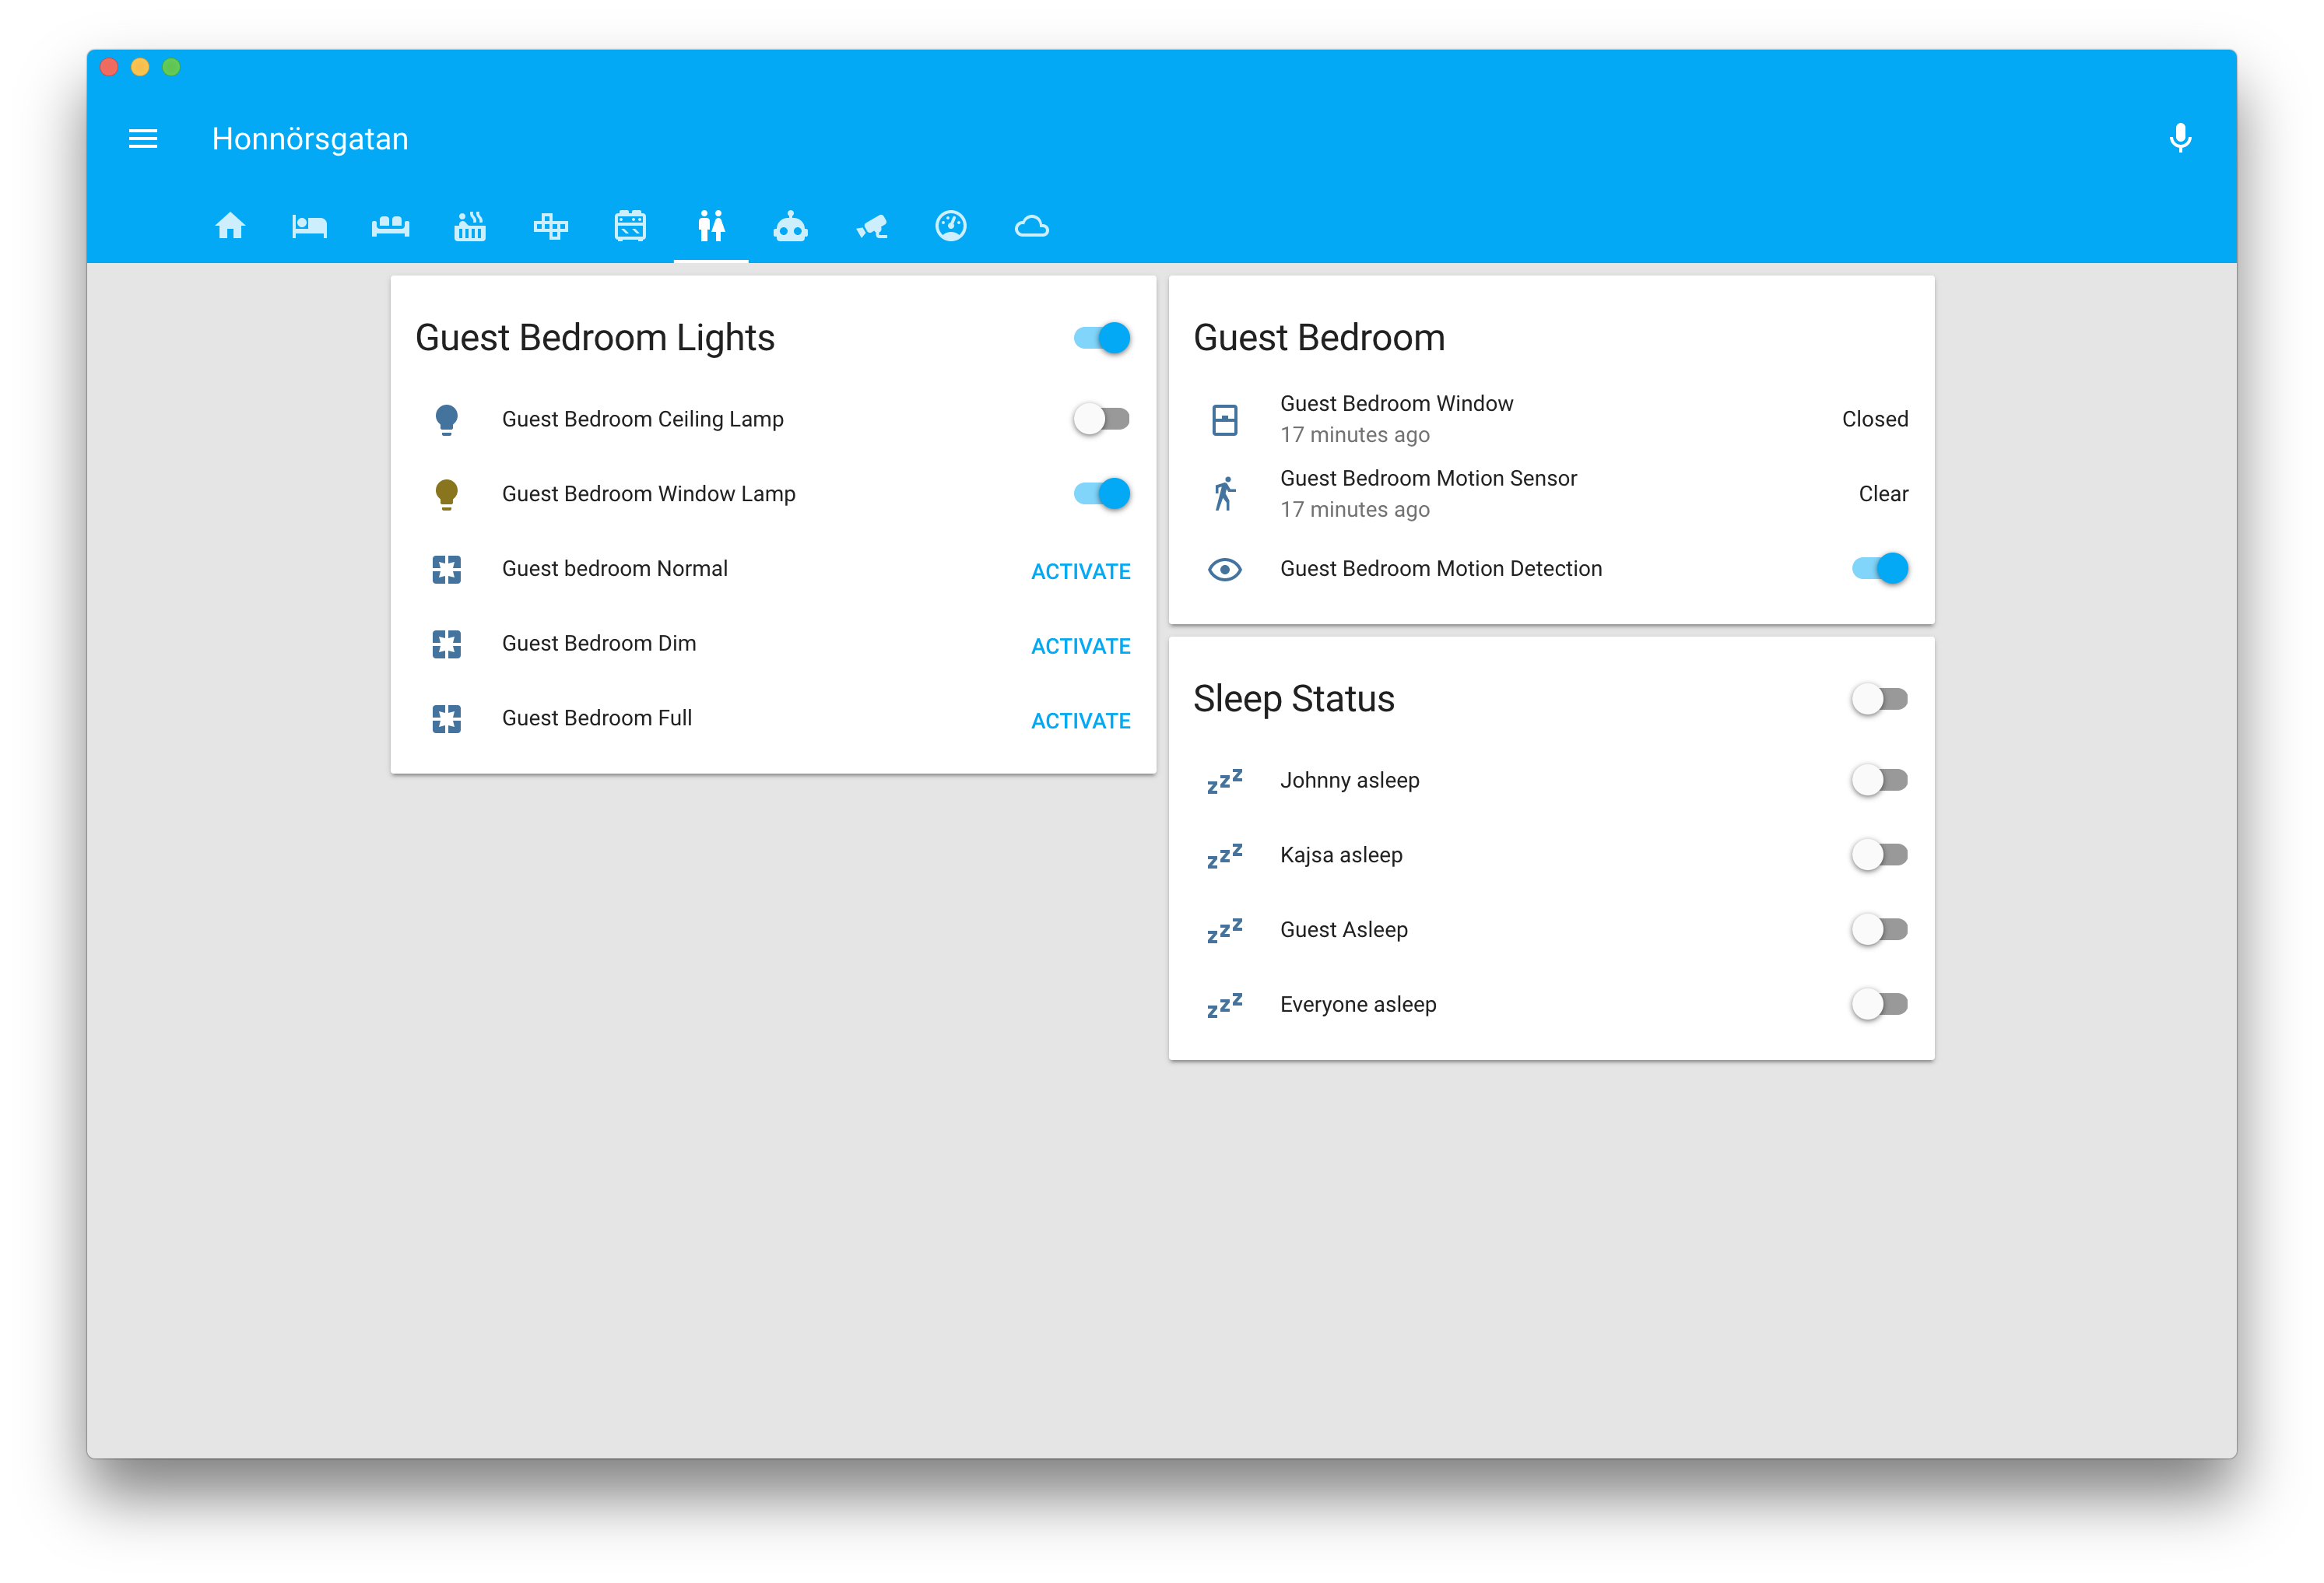 Honnörsgatan
Guest Bedroom Lights
Guest Bedroom Ceiling Lamp
Guest Bedroom Window Lamp
Guest bedroom Normal
ACTIVATE
Guest Bedroom Dim
ACTIVATE
Guest Bedroom Full
ACTIVATE
Guest Bedroom
Guest Bedroom Window
17 minutes ago
Closed
Guest Bedroom Motion Sensor
17 minutes ago
Clear
Guest Bedroom Motion Detection
Sleep Status
Johnny asleep
Kajsa asleep
Guest Asleep
Everyone asleep